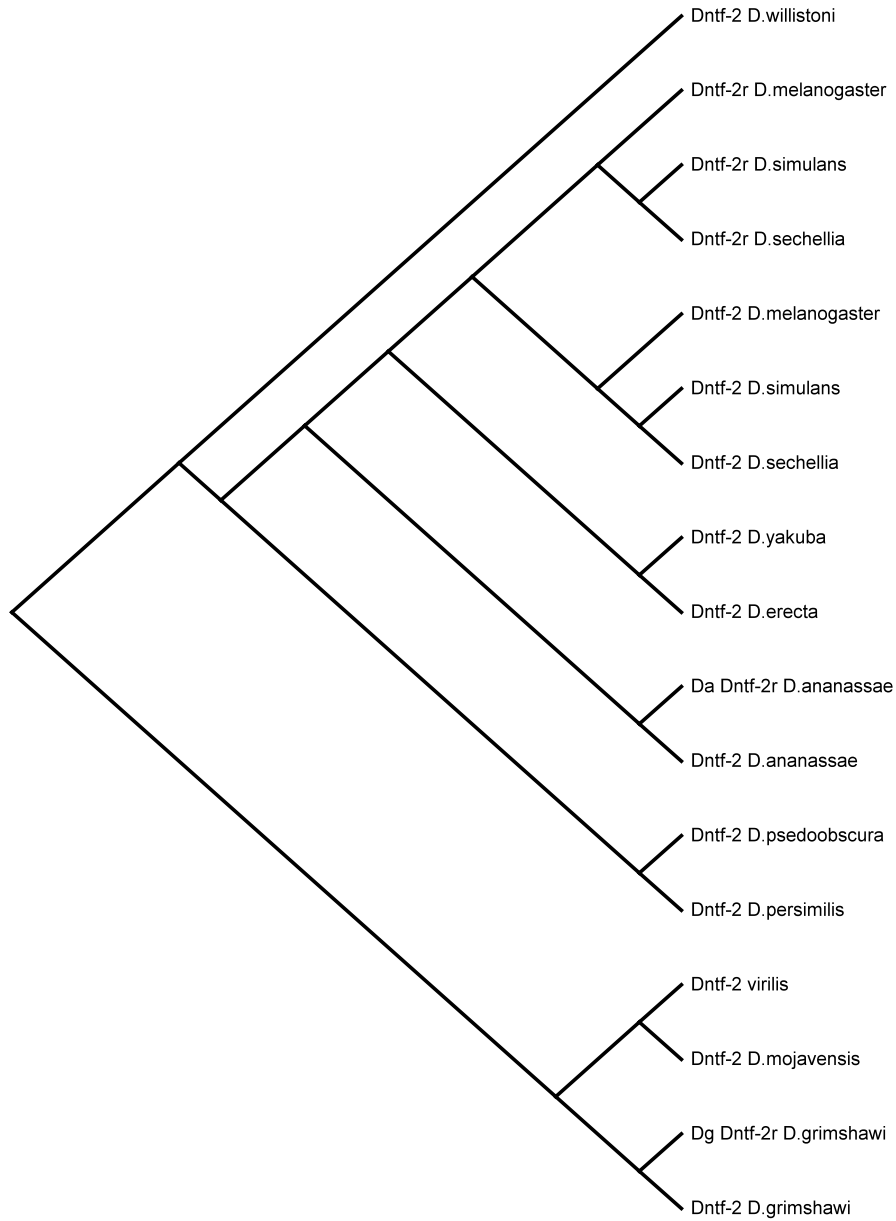 Dntf-2 D.willistoni
Dntf-2r D.melanogaster
Dntf-2r D.simulans
Dntf-2r D.sechellia
Dntf-2 D.melanogaster
Dntf-2 D.simulans
Dntf-2 D.sechellia
Dntf-2 D.yakuba
Dntf-2 D.erecta
Da Dntf-2r D.ananassae
Dntf-2 D.ananassae
Dntf-2 D.psedoobscura
Dntf-2 D.persimilis
Dntf-2 virilis
Dntf-2 D.mojavensis
Dg Dntf-2r D.grimshawi
Dntf-2 D.grimshawi